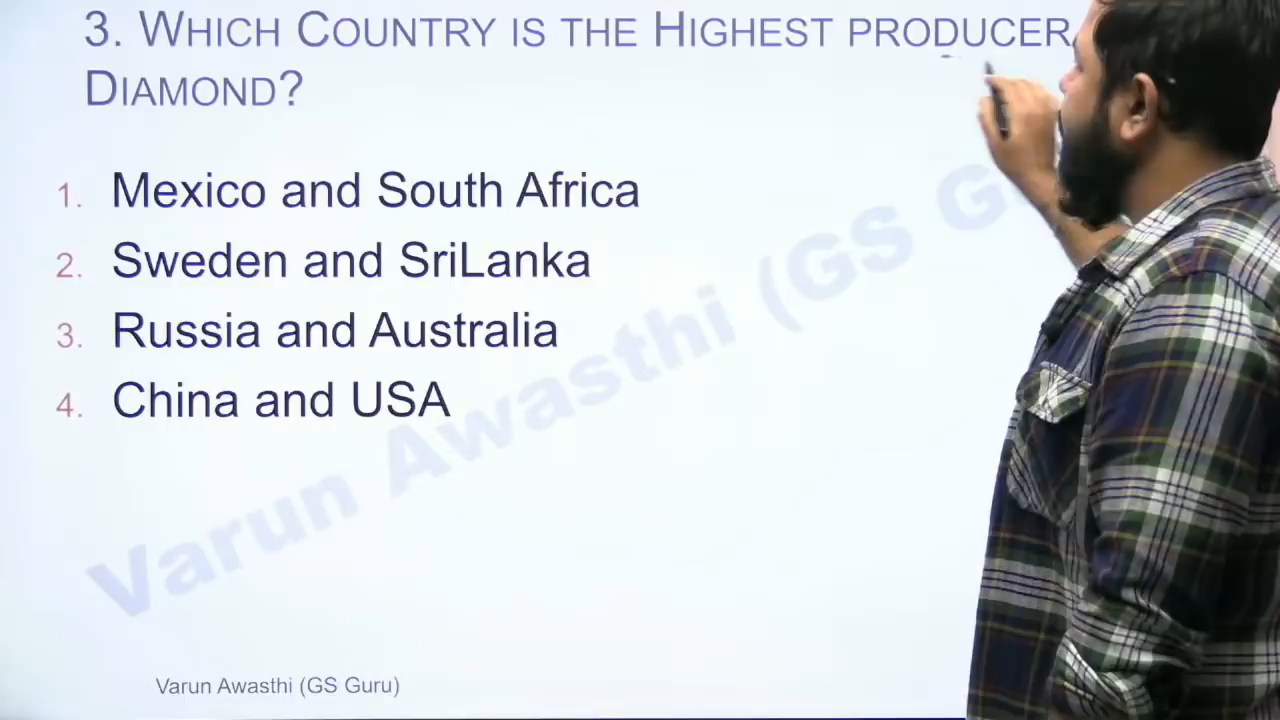 3. WHICH COUNTRY IS THE HIGHEST PRODUCER
DIAMOND?
1. Mexico and South Africa
2. Sweden and SriLanka
3. Russia and Australia
4. China and USA
Varun Awasthi (GS G
Varun Awasthi (GS Guru)